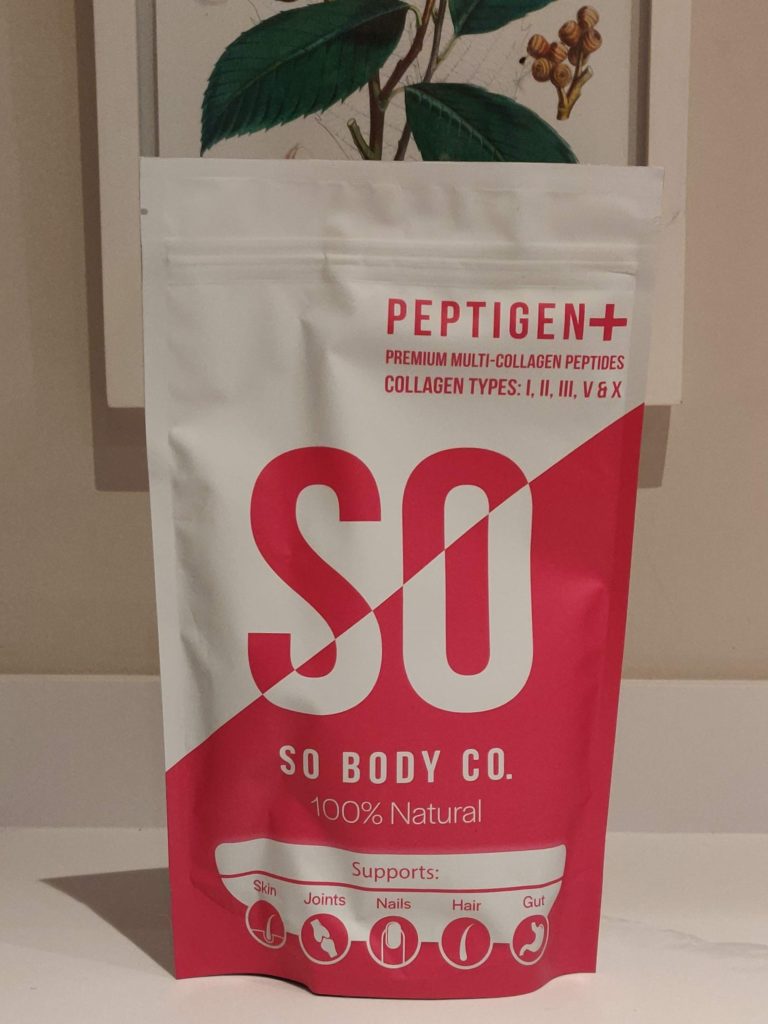 PEPTIGEN+
PREMIUM MULTI-COLLAGEN PEPTIDES
COLLAGEN TYPES: I, II, III, V & X
SO
SO BODY CO.
100% Natural
Supports:
Skin Joints Nails Hair Gut